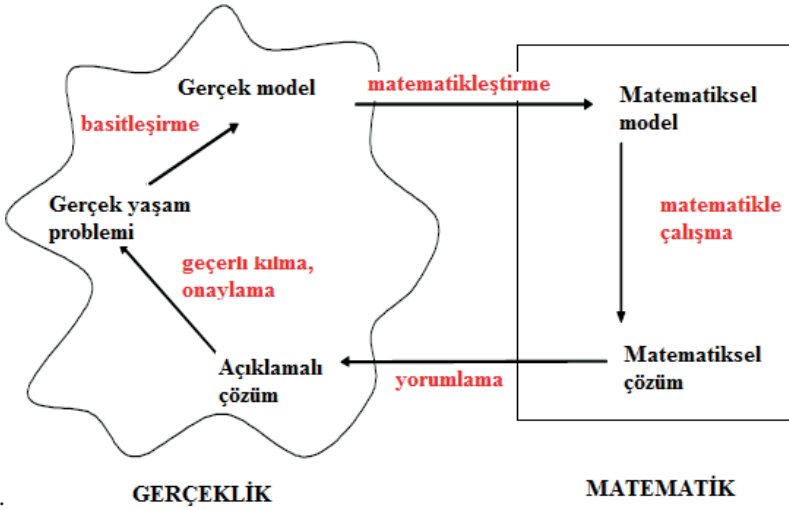 Gerçek model
matematikleştirme
Matematiksel
model
basitleşirme
Gerçek yaşam
problemi
matematikle
çalışma
geçerli kılma,
onaylama
Açıklamalı
çözüm
yorumlama
Matematiksel
çözüm
. GERÇEKLİK
MATEMATİK